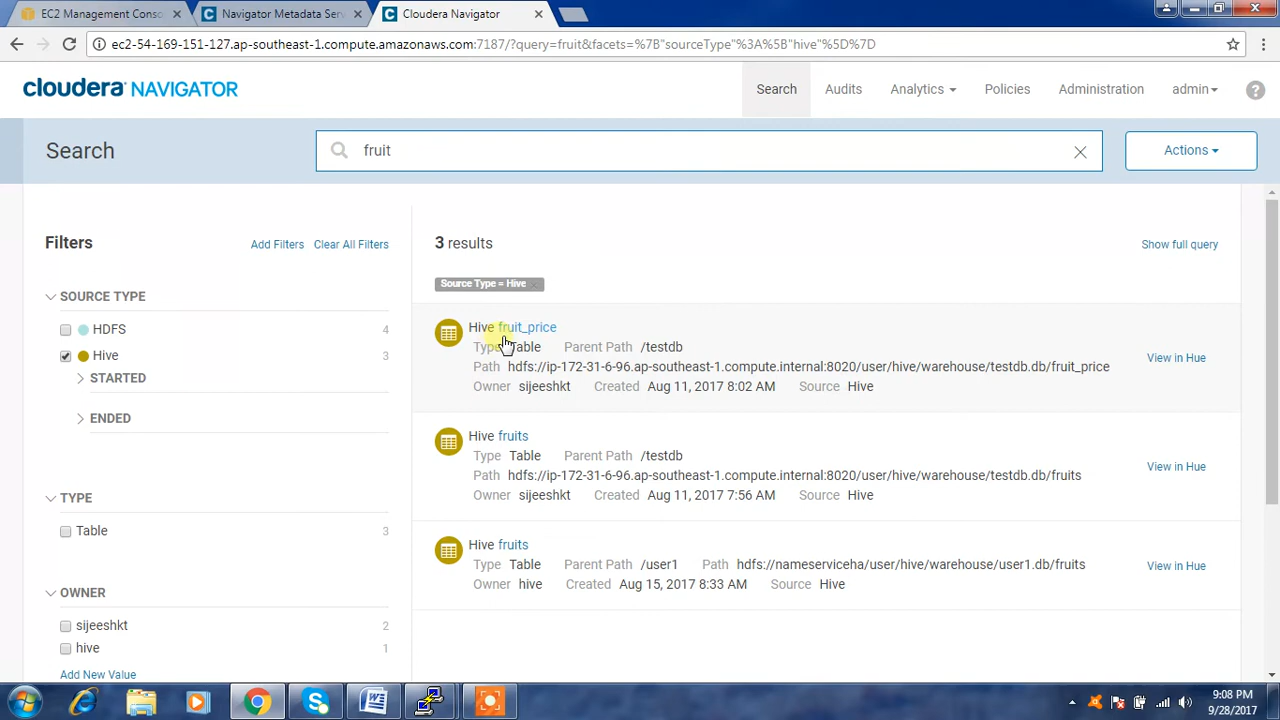 EC2 Management Conso
Navigator Metadata Serv
Cloudera Navigator
ec2-54-169-151-127.ap-southeast-1.compute.amazonaws.com:7187/?query=fruit&facets=%7B"sourceType"%3A%5B"hive"%5D%7D
cloudera NAVIGATOR
Search
Audits
Analytics
Policies
Administration
admin
?
Search
fruit
Actions
Filters
Add Filters
Clear All Filters
3 results
Show full query
Source Type = Hive
SOURCE TYPE
HDFS 4
Hive 3
STARTED
ENDED
TYPE
Table 3
OWNER
sijeeshkt 2
hive 1
Add New Value
Hive fruit_price
Type Table Parent Path /testdb
Path hdfs://ip-172-31-6-96.ap-southeast-1.compute.internal:8020/user/hive/warehouse/testdb.db/fruit_price
Owner sijeeshkt Created Aug 11, 2017 8:02 AM Source Hive
View in Hue
Hive fruits
Type Table Parent Path /testdb
Path hdfs://ip-172-31-6-96.ap-southeast-1.compute.internal:8020/user/hive/warehouse/testdb.db/fruits
Owner sijeeshkt Created Aug 11, 2017 7:56 AM Source Hive
View in Hue
Hive fruits
Type Table Parent Path /user1 Path hdfs://nameserviceha/user/hive/warehouse/user1.db/fruits
Owner hive Created Aug 15, 2017 8:33 AM Source Hive
View in Hue
9:08 PM
9/28/2017